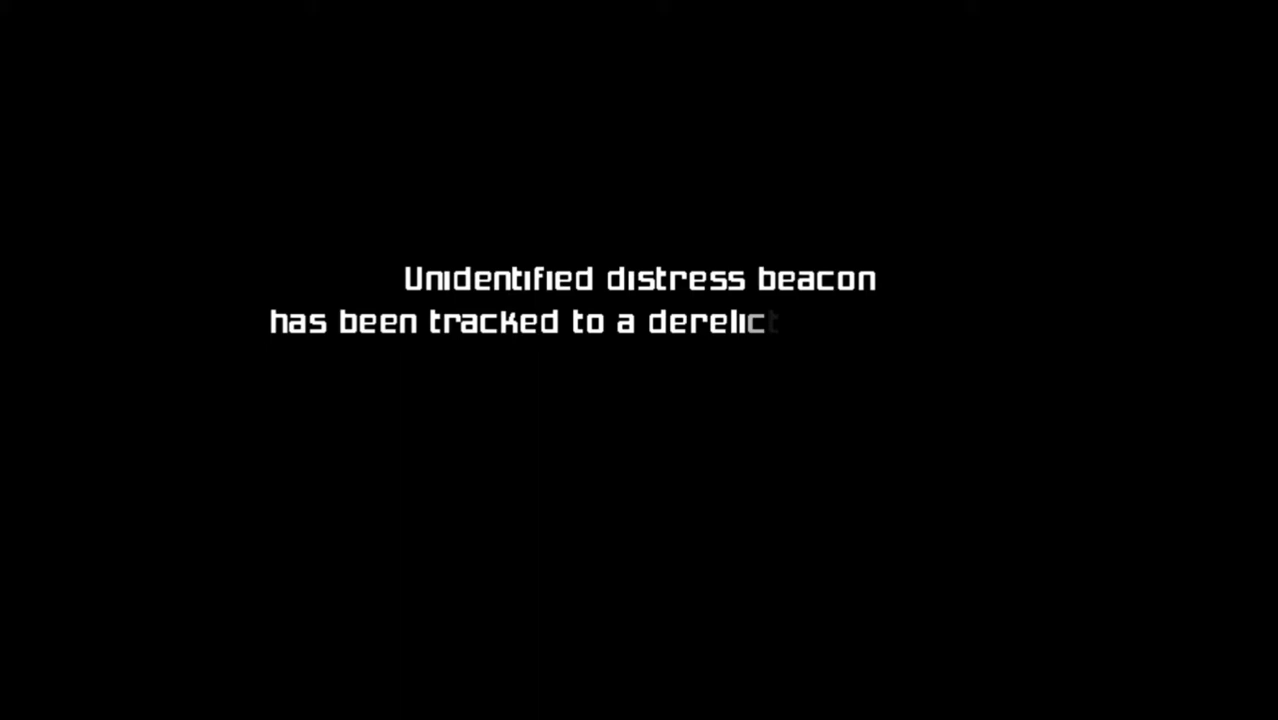 Unidentified distress beacon
has been tracked to a derelict